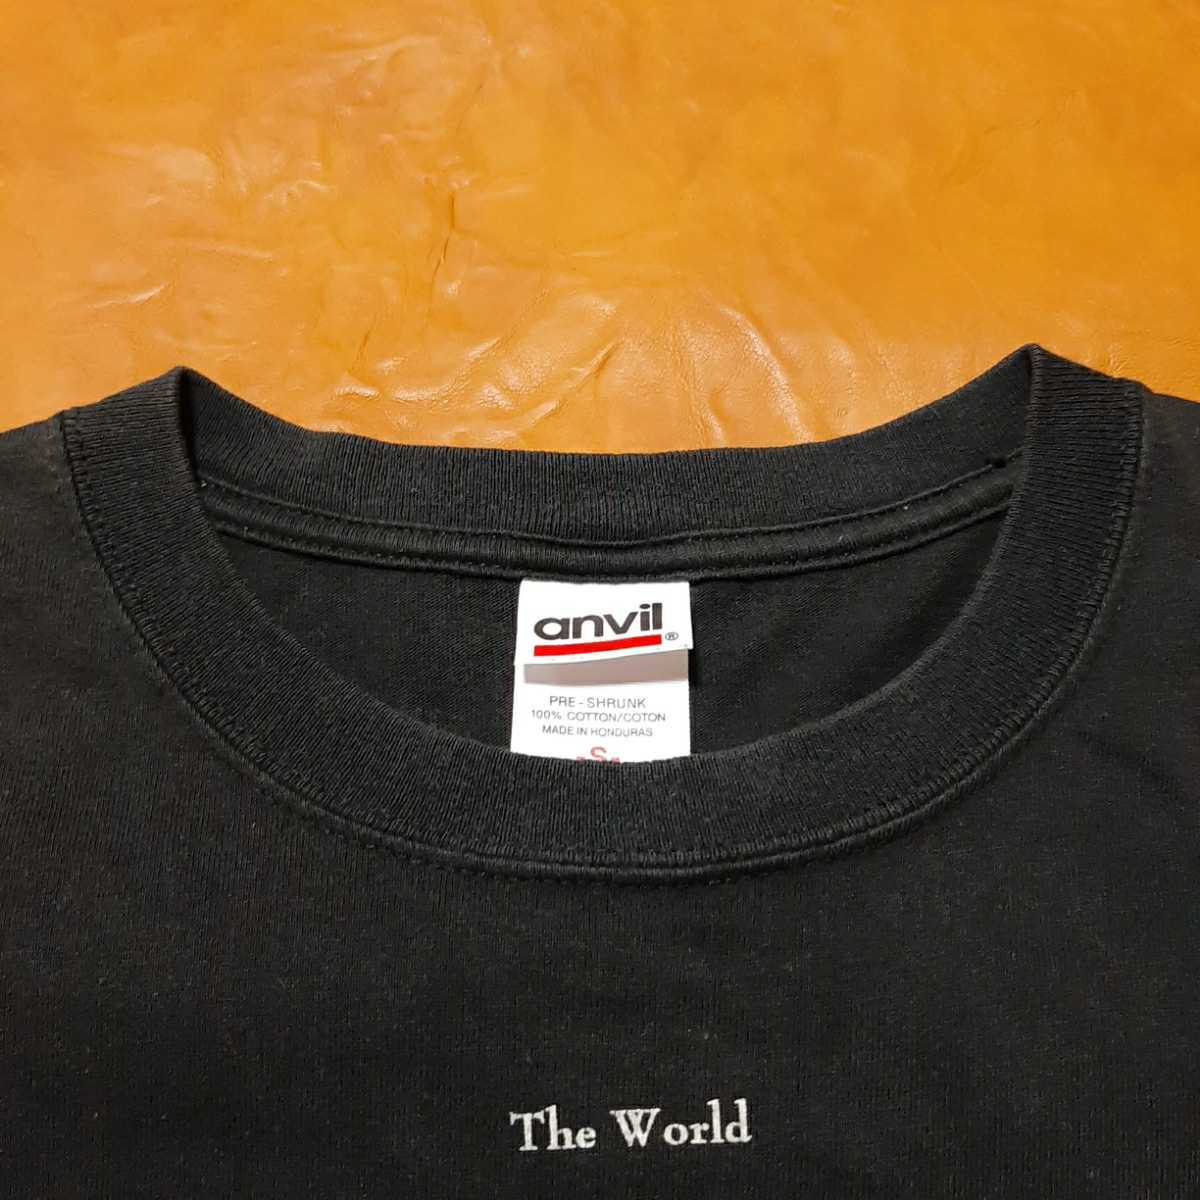 anvil®
PRE-SHRUNK
100% COTTON/COTON
MADE IN HONDURAS
S
The World